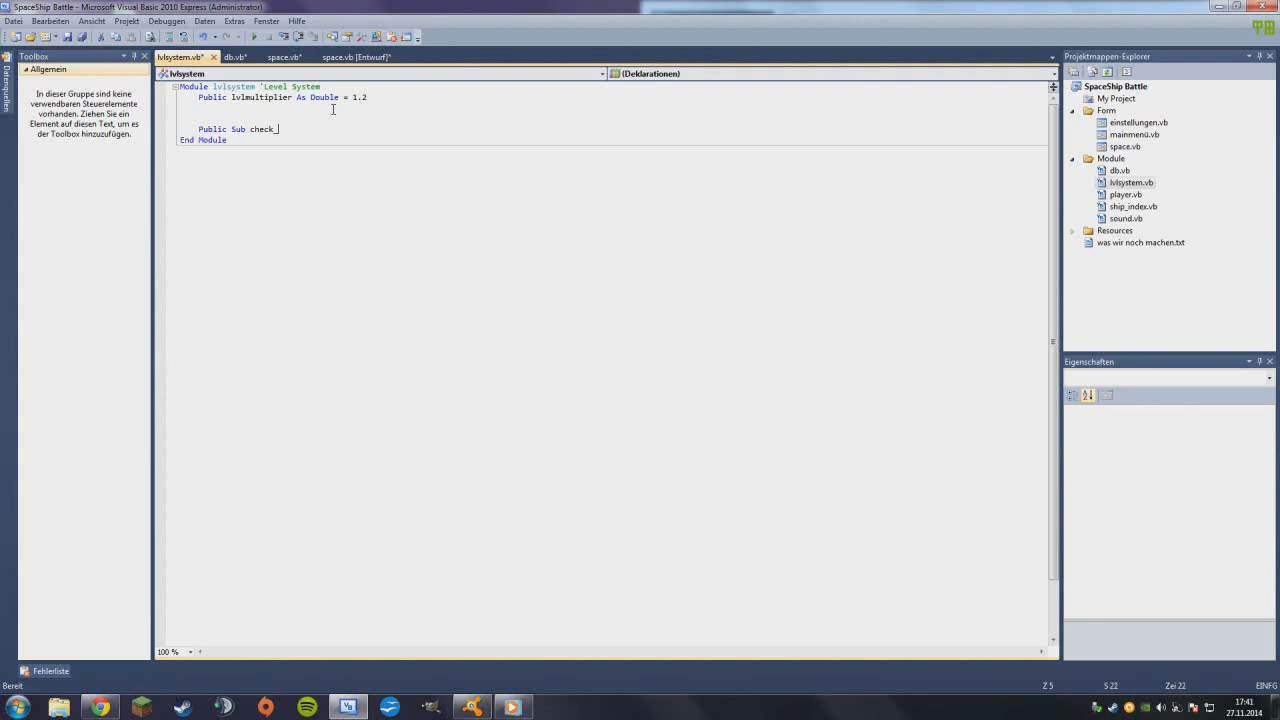 SpaceShip Battle - Microsoft Visual Basic 2010 Express (Administrator)
Datei Bearbeiten Ansicht Projekt Debuggen Daten Extras Fenster Hilfe
Datenquellen
Toolbox
Allgemein
In dieser Gruppe sind keine
verwendbaren Steuerelemente
vorhanden. Ziehen Sie ein
Element auf diesen Text, um es
der Toolbox hinzuzufügen.
lvlsystem.vb* db.vb* space.vb* space.vb [Entwurf]*
lvlsystem (Deklarationen)
Module lvlsystem 'Level System
Public lvlmultiplier As Double = 1.2
Public Sub check_
End Module
100 %
Projektmappen-Explorer
SpaceShip Battle
My Project
Form
einstellungen.vb
mainmenü.vb
space.vb
Module
db.vb
lvlsystem.vb
player.vb
ship_index.vb
sound.vb
Resources
was wir noch machen.txt
Eigenschaften
Fehlerliste
Bereit Z 5 S 22 Zei 22 EINFG
17:41
27.11.2014